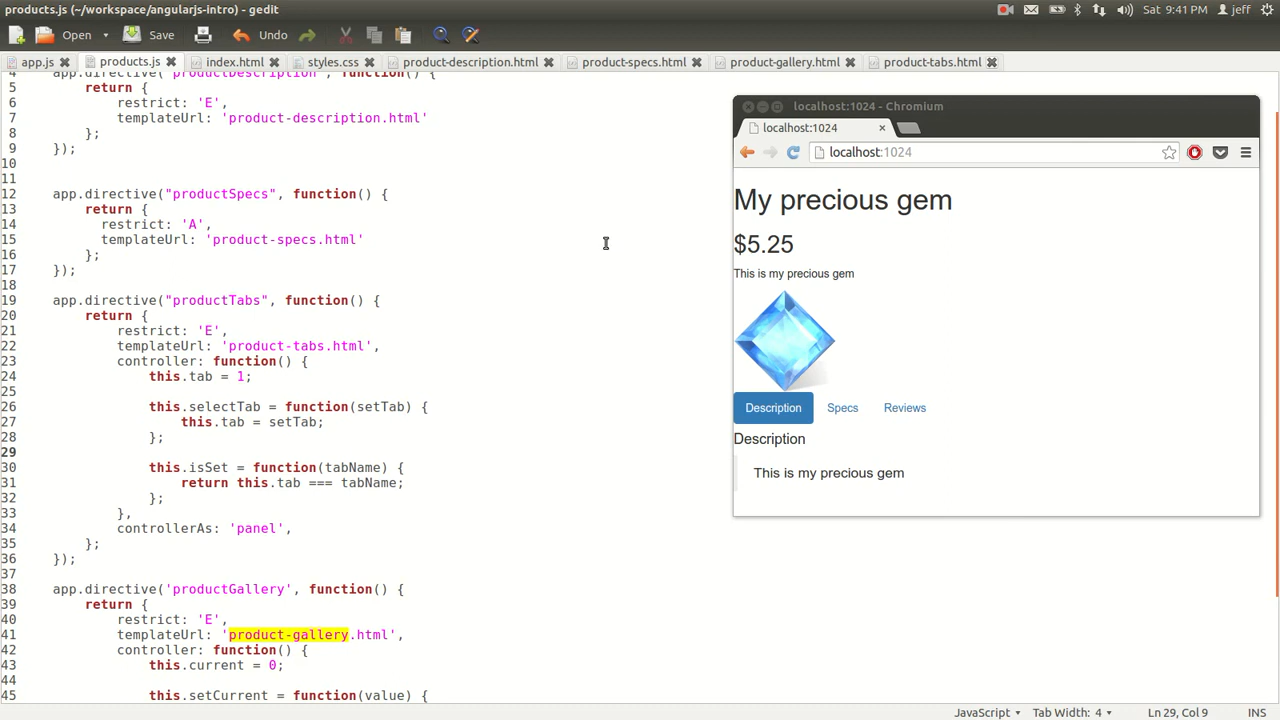 products.js (~/workspace/angularjs-intro) - gedit
Sat 9:41 PM jeff
Open Save Undo
app.js products.js index.html styles.css product-description.html product-specs.html product-gallery.html product-tabs.html
4 app.directive('productDescription', function() {
5 return {
6 restrict: 'E',
7 templateUrl: 'product-description.html'
8 };
9 });
10
11
12 app.directive("productSpecs", function() {
13 return {
14 restrict: 'A',
15 templateUrl: 'product-specs.html'
16 };
17 });
18
19 app.directive("productTabs", function() {
20 return {
21 restrict: 'E',
22 templateUrl: 'product-tabs.html',
23 controller: function() {
24 this.tab = 1;
25
26 this.selectTab = function(setTab) {
27 this.tab = setTab;
28 };
29
30 this.isSet = function(tabName) {
31 return this.tab === tabName;
32 };
33 },
34 controllerAs: 'panel',
35 };
36 });
37
38 app.directive('productGallery', function() {
39 return {
40 restrict: 'E',
41 templateUrl: 'product-gallery.html',
42 controller: function() {
43 this.current = 0;
44
45 this.setCurrent = function(value) {
localhost:1024 - Chromium
localhost:1024
localhost:1024
My precious gem
$5.25
This is my precious gem
Description Specs Reviews
Description
This is my precious gem
JavaScript Tab Width: 4 Ln 29, Col 9 INS